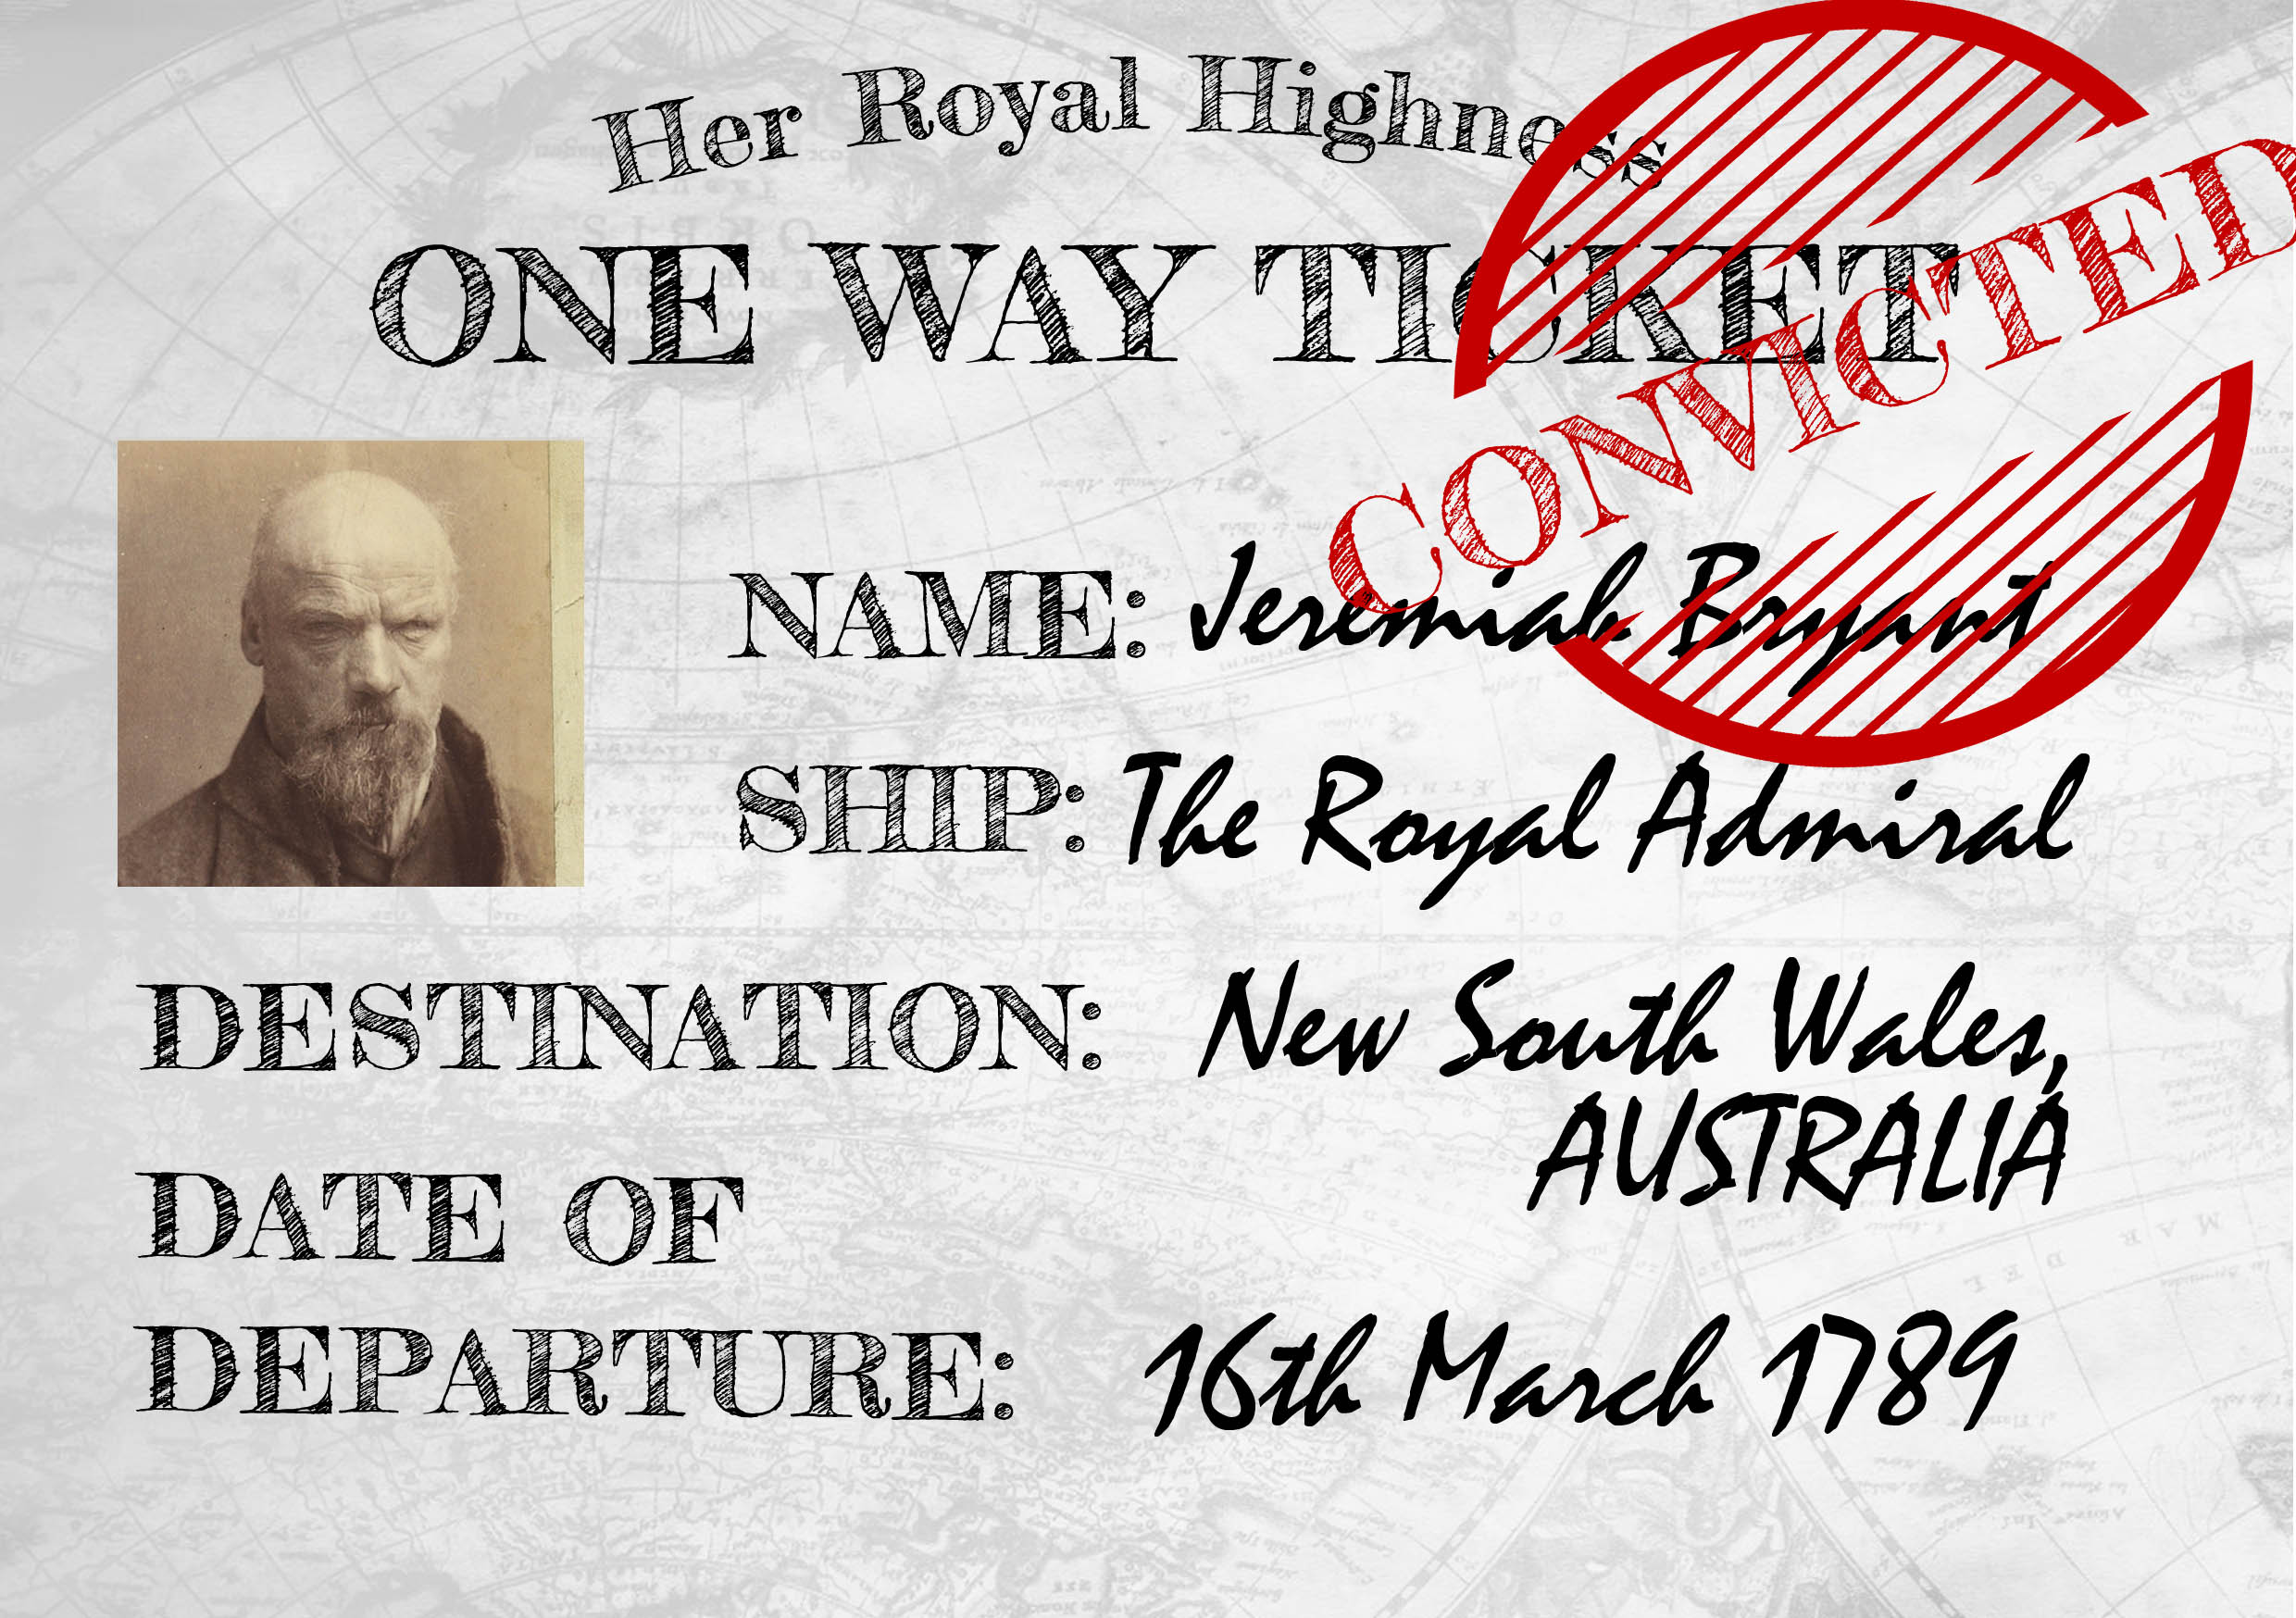 Her Royal Highness
ONE WAY TICKET
CONVICTED
NAME: Jeremiah Bryant
SHIP: The Royal Admiral
DESTINATION: New South Wales,
AUSTRALIA
DATE OF
DEPARTURE: 16th March 1789